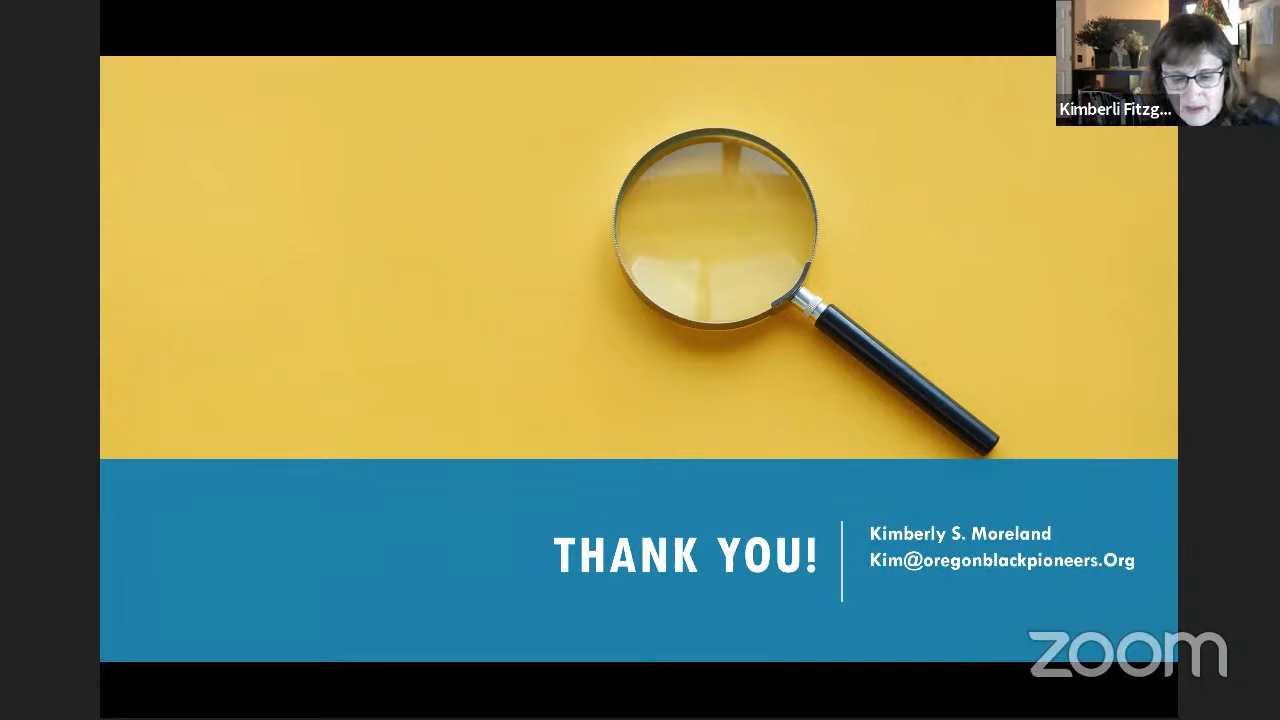 Kimberli Fitzg...
THANK YOU!
Kimberly S. Moreland
Kim@oregonblackpioneers.Org
zoom